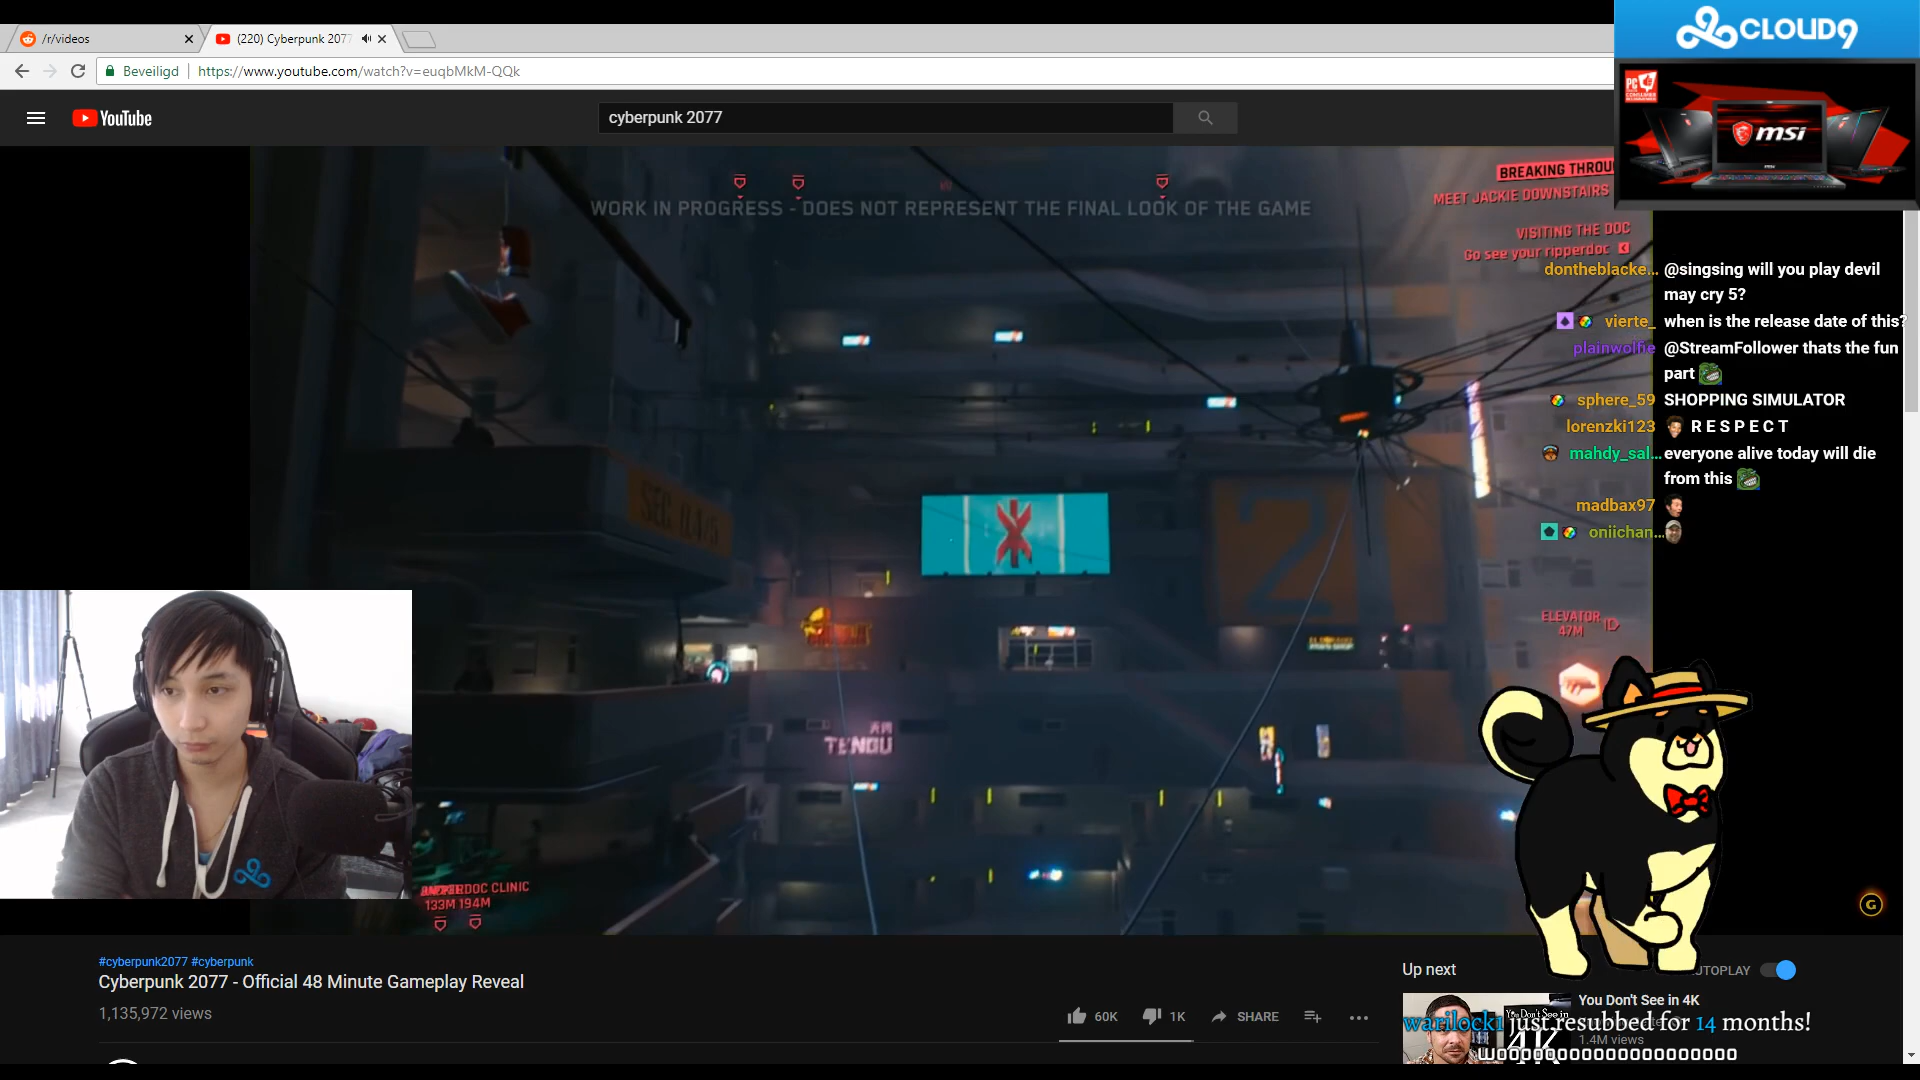 CLOUD9
/r/videos
(220) Cyberpunk 2077
Beveiligd
https://www.youtube.com/watch?v=euqbMkM-QQk
msi
YouTube
cyberpunk 2077
BREAKING THROU
MEET JACKIE DOWNSTAIRS
WORK IN PROGRESS - DOES NOT REPRESENT THE FINAL LOOK OF THE GAME
VISITING THE DOC
Go see your ripperdoc
dontheblacke... @singsing will you play devil
may cry 5?
vierte_ when is the release date of this?
plainwolfie @StreamFollower thats the fun
part
sphere_59 SHOPPING SIMULATOR
lorenzki123 R E S P E C T
mahdy_sal... everyone alive today will die
from this
madbax97
oniichan...
2
ELEVATOR
47M
TENGU
DOC CLINIC
133M 194M
G
#cyberpunk2077 #cyberpunk
Cyberpunk 2077 - Official 48 Minute Gameplay Reveal
1,135,972 views
60K
1K
SHARE
Up next
UTOPLAY
You Don't See in 4K
warilock1 just resubbed for 14 months!
1.4M views
woooooooooooooooooooo